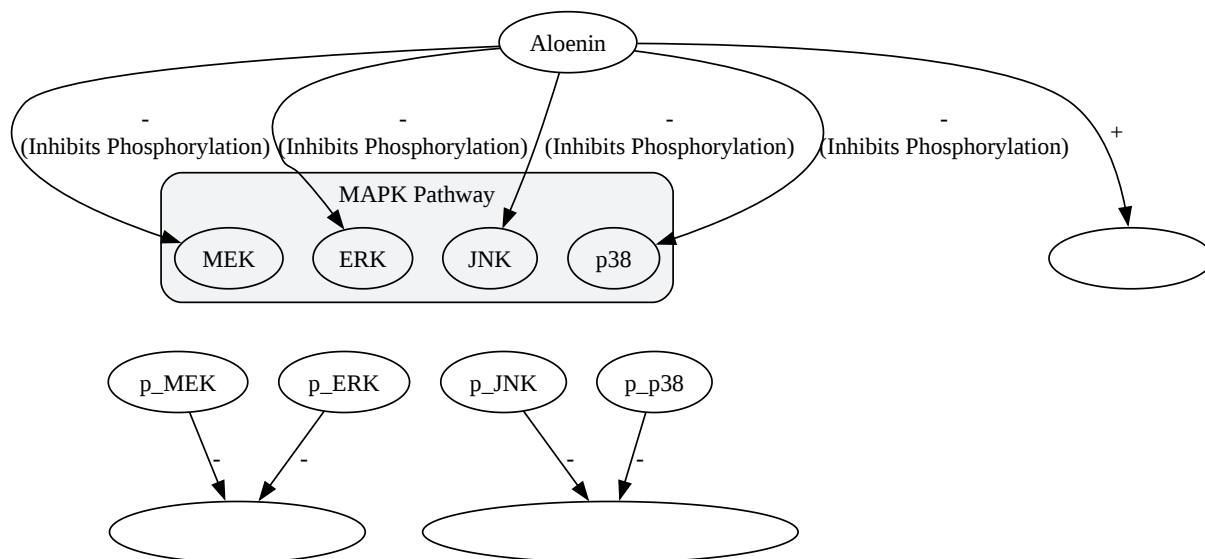 Aloenin
-
(Inhibits Phosphorylation)
-
(Inhibits Phosphorylation)
-
(Inhibits Phosphorylation)
-
(Inhibits Phosphorylation)
+
MAPK Pathway
MEK
ERK
JNK
p38
p_MEK
p_ERK
p_JNK
p_p38
-
-
-
-